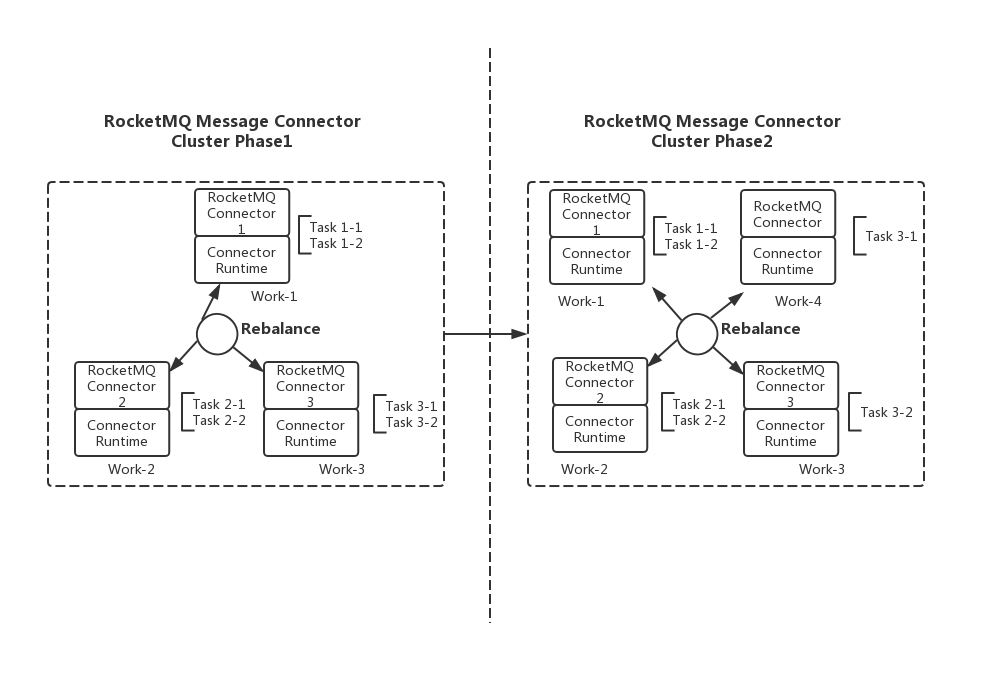 RocketMQ Message Connector
Cluster Phase1
RocketMQ
Connector
1
Connector
Runtime
Task 1-1
Task 1-2
Work-1
Rebalance
RocketMQ
Connector
2
Connector
Runtime
Task 2-1
Task 2-2
Work-2
RocketMQ
Connector
3
Connector
Runtime
Task 3-1
Task 3-2
Work-3
RocketMQ Message Connector
Cluster Phase2
RocketMQ
Connector
1
Connector
Runtime
Task 1-1
Task 1-2
Work-1
RocketMQ
Connector
Connector
Runtime
Task 3-1
Work-4
Rebalance
RocketMQ
Connector
2
Connector
Runtime
Task 2-1
Task 2-2
Work-2
RocketMQ
Connector
3
Connector
Runtime
Task 3-2
Work-3